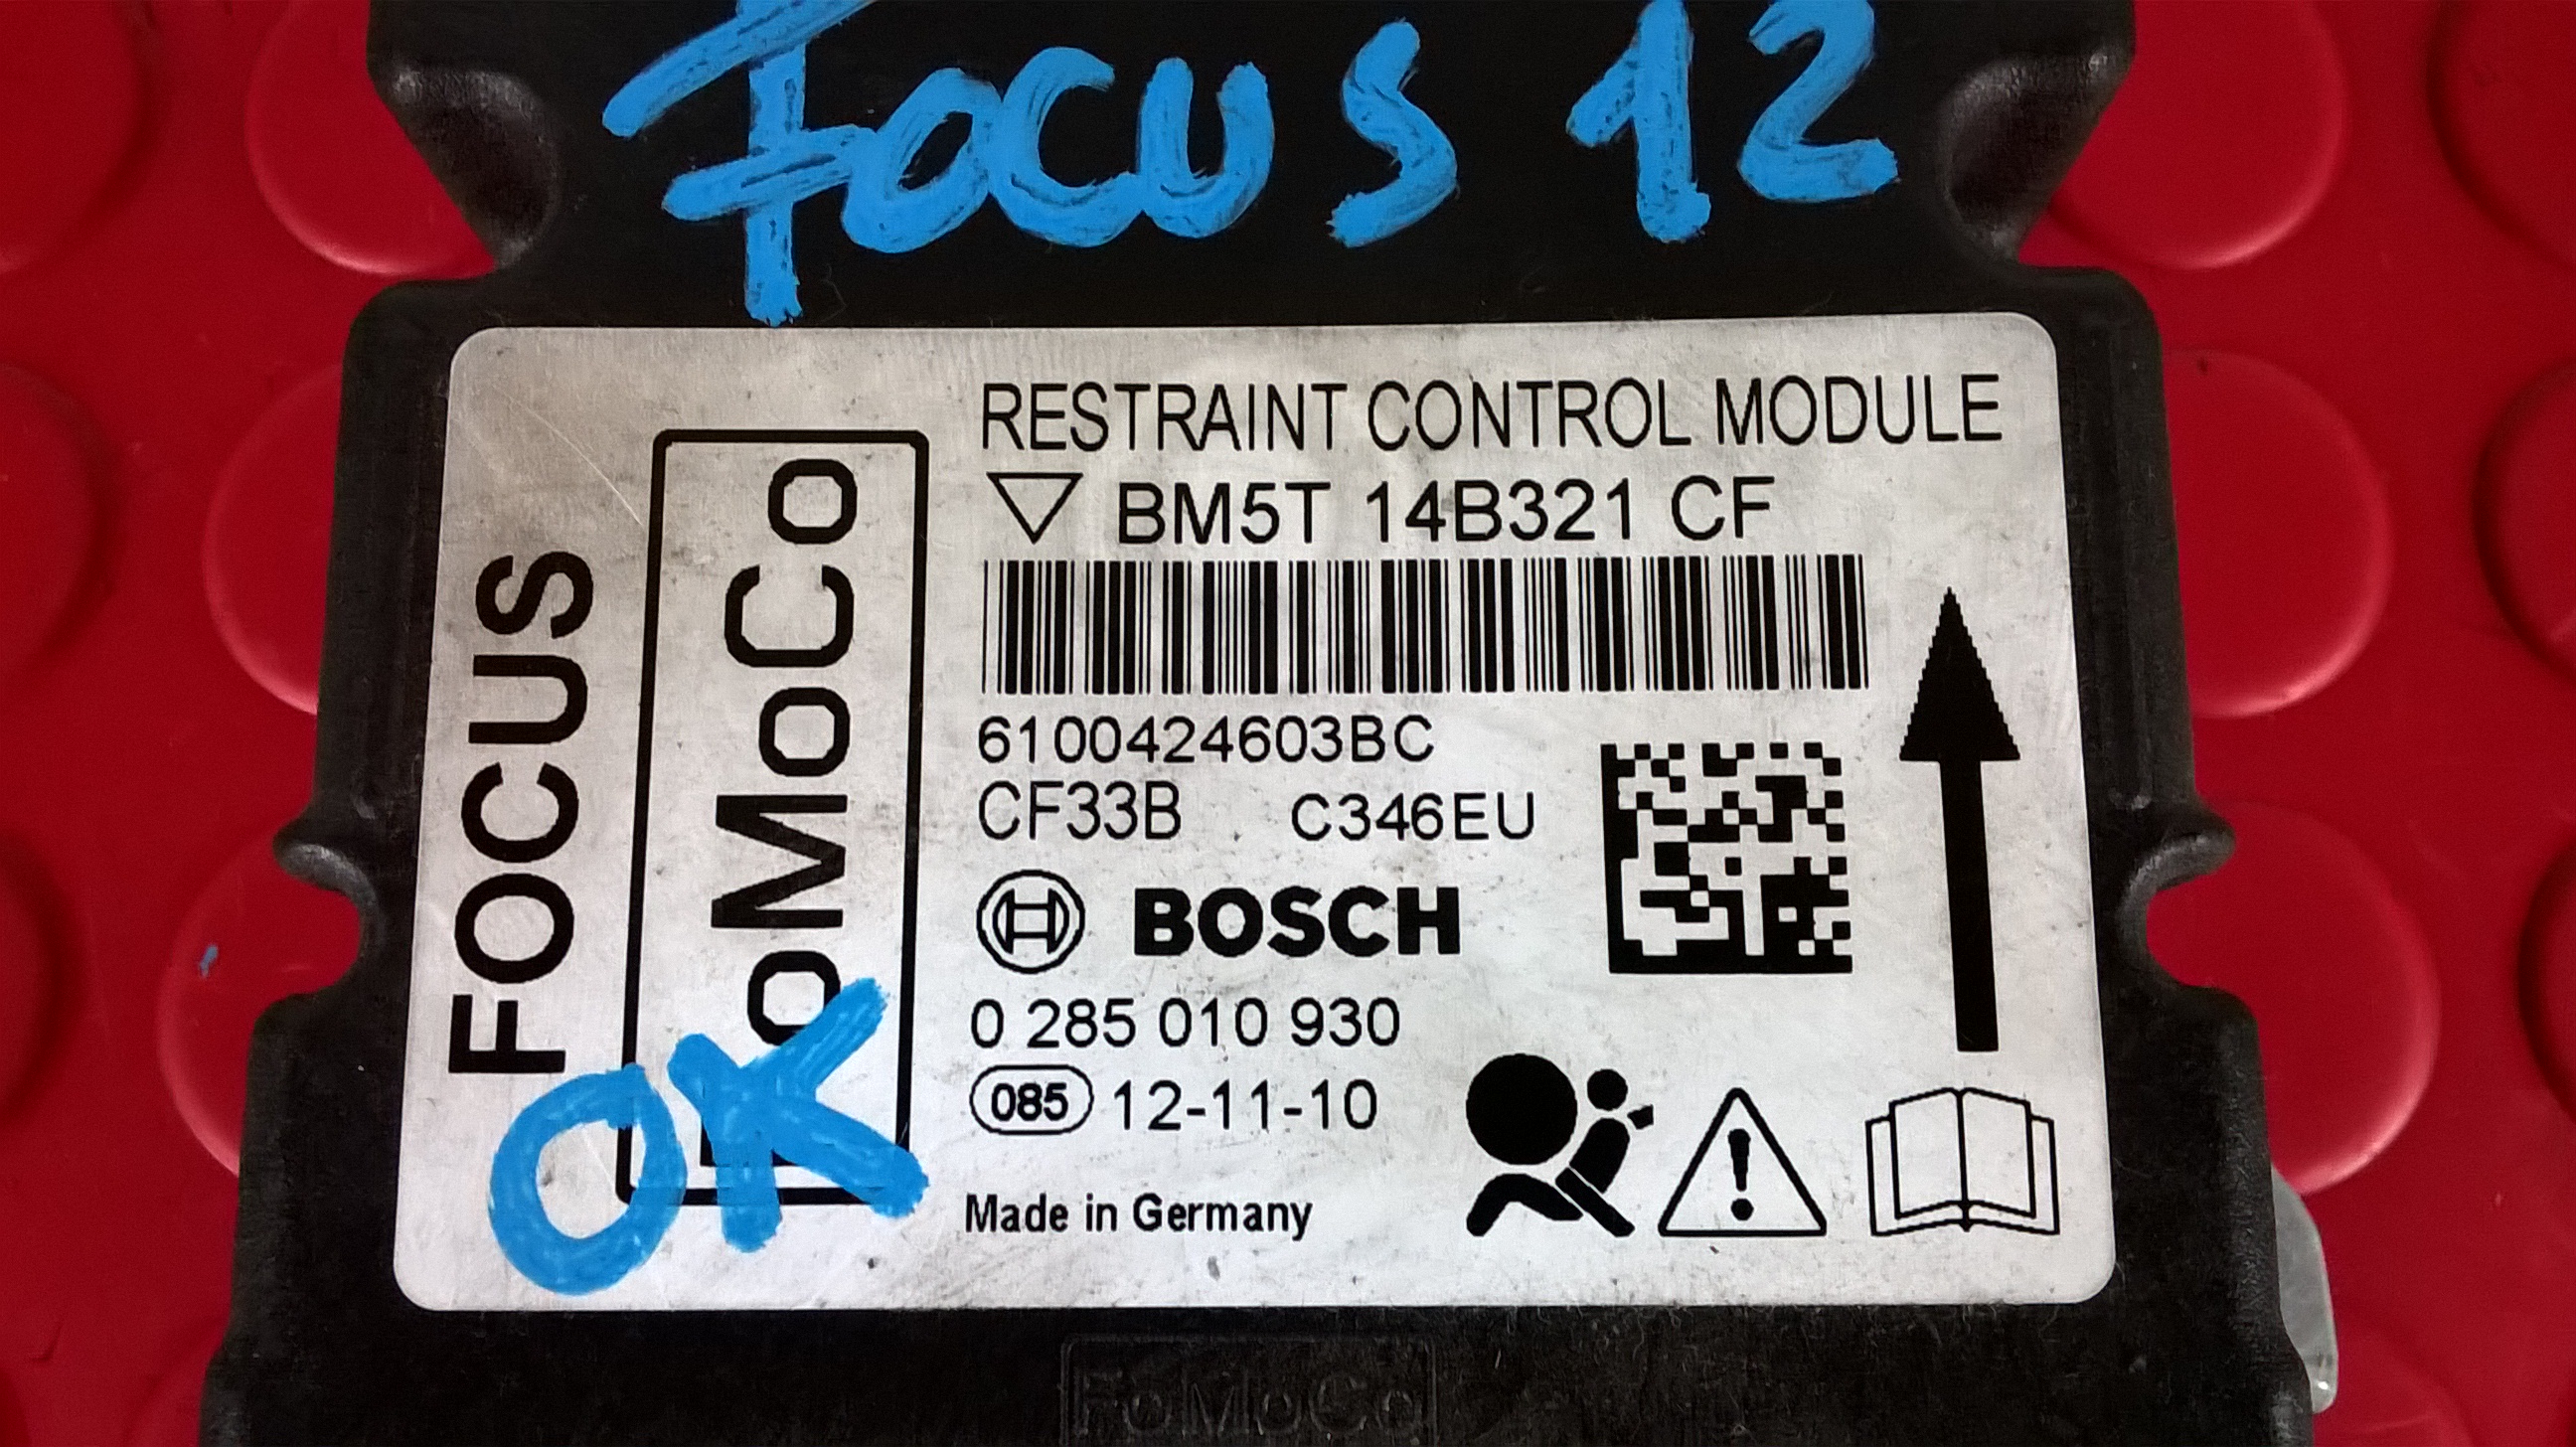 Focus 12
FOCUS
FoMoCo
OK
RESTRAINT CONTROL MODULE
BM5T 14B321 CF
6100424603BC
CF33B C346EU
BOSCH
0 285 010 930
085 12-11-10
Made in Germany
FoMoCo